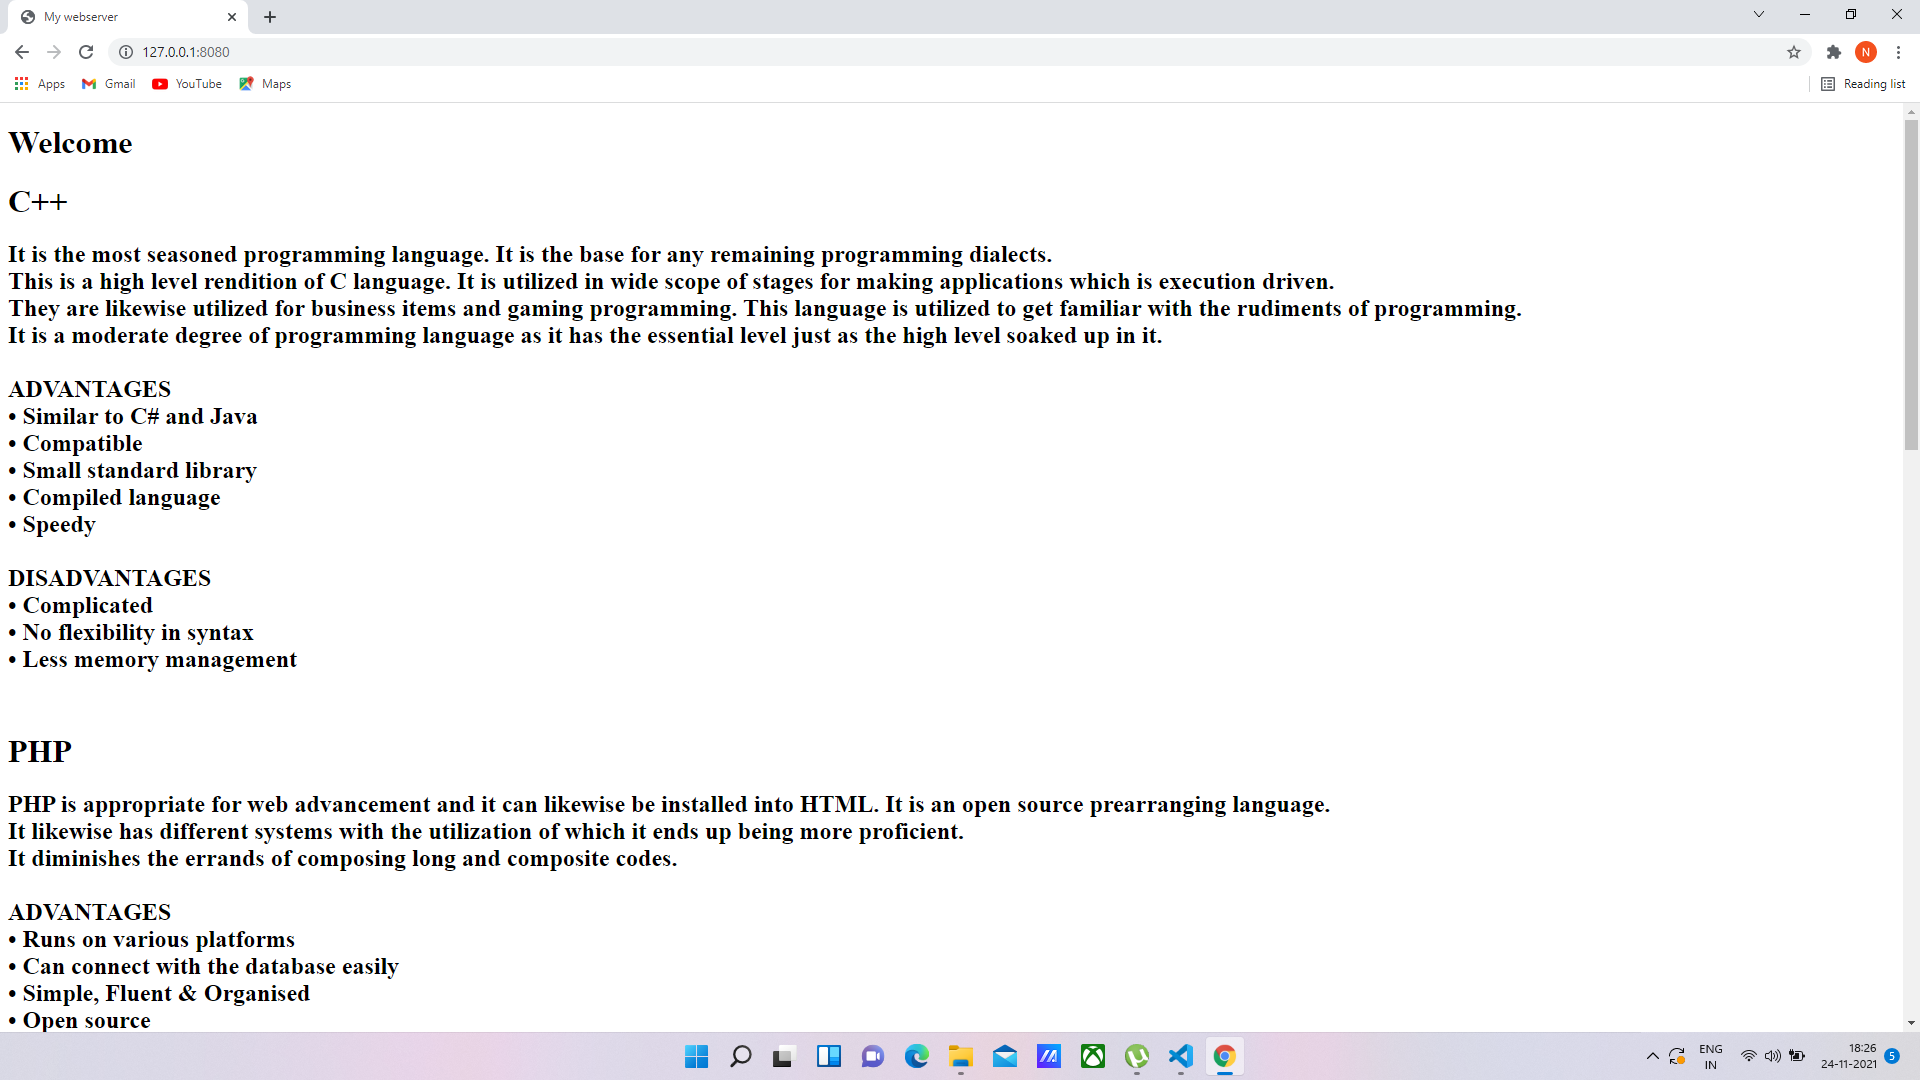 My webserver
127.0.0.1:8080
N
Apps
Gmail
YouTube
Maps
Reading list
Welcome
C++
It is the most seasoned programming language. It is the base for any remaining programming dialects.
This is a high level rendition of C language. It is utilized in wide scope of stages for making applications which is execution driven.
They are likewise utilized for business items and gaming programming. This language is utilized to get familiar with the rudiments of programming.
It is a moderate degree of programming language as it has the essential level just as the high level soaked up in it.
ADVANTAGES
• Similar to C# and Java
• Compatible
• Small standard library
• Compiled language
• Speedy
DISADVANTAGES
• Complicated
• No flexibility in syntax
• Less memory management
PHP
PHP is appropriate for web advancement and it can likewise be installed into HTML. It is an open source prearranging language.
It likewise has different systems with the utilization of which it ends up being more proficient.
It diminishes the errands of composing long and composite codes.
ADVANTAGES
• Runs on various platforms
• Can connect with the database easily
• Simple, Fluent & Organised
• Open source
ENG
IN
18:26
24-11-2021
5